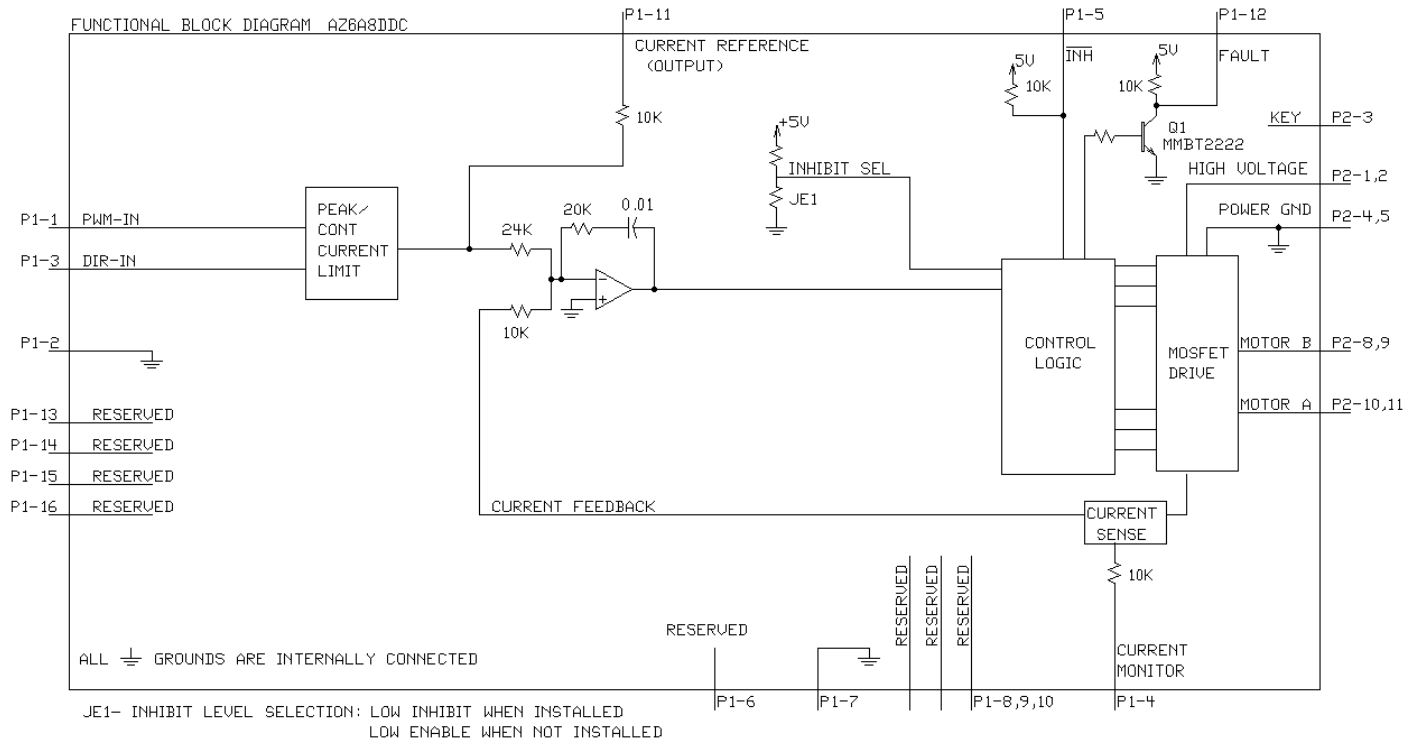 FUNCTIONAL BLOCK DIAGRAM AZ6A8DDC
P1-11
P1-5
P1-12
CURRENT REFERENCE
(OUTPUT)
10K
5V
10K
INH
5V
10K
FAULT
KEY
P2-3
Q1
MMBT2222
+5V
INHIBIT SEL
JE1
HIGH VOLTAGE
P2-1,2
POWER GND
P2-4,5
P1-1
PWM-IN
P1-3
DIR-IN
PEAK/
CONT
CURRENT
LIMIT
24K
20K
0.01
10K
P1-2
CONTROL
LOGIC
MOSFET
DRIVE
MOTOR B
P2-8,9
MOTOR A
P2-10,11
P1-13
RESERVED
P1-14
RESERVED
P1-15
RESERVED
P1-16
RESERVED
CURRENT FEEDBACK
CURRENT
SENSE
10K
RESERVED
RESERVED
RESERVED
RESERVED
CURRENT
MONITOR
ALL GROUNDS ARE INTERNALLY CONNECTED
P1-6
P1-7
P1-8,9,10
P1-4
JE1- INHIBIT LEVEL SELECTION: LOW INHIBIT WHEN INSTALLED
LOW ENABLE WHEN NOT INSTALLED